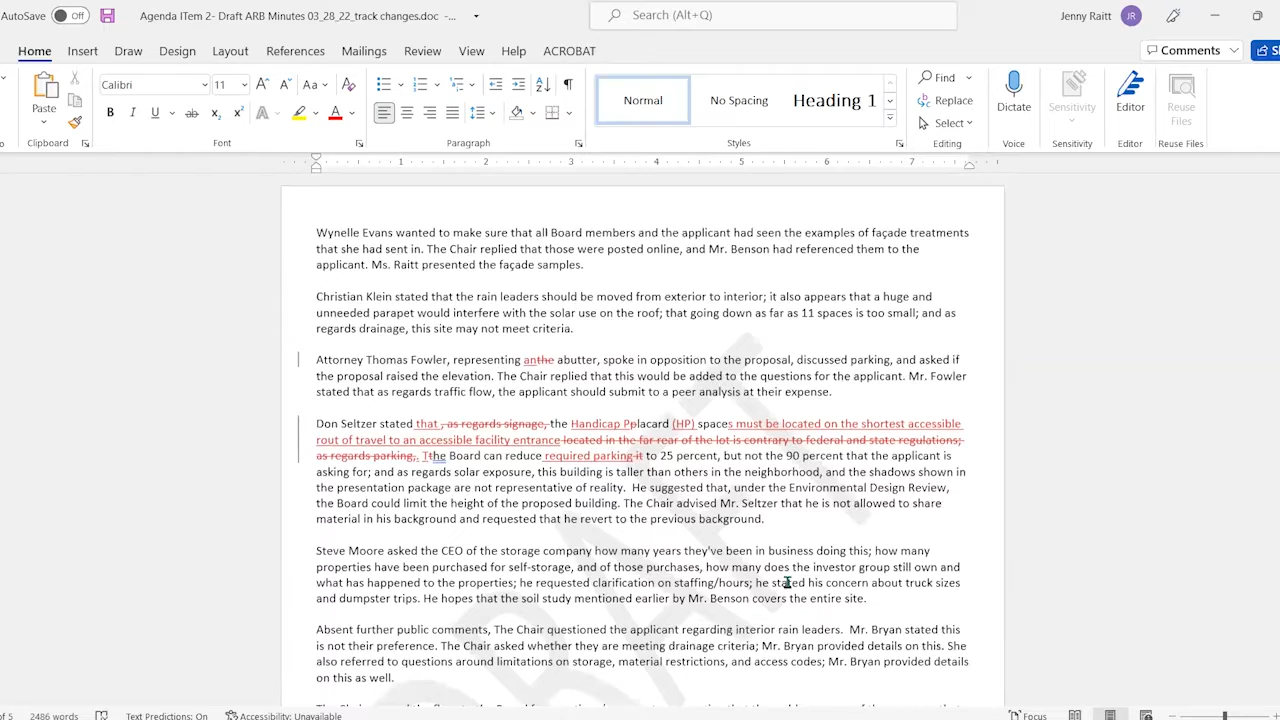 AutoSave Off Agenda ITem 2- Draft ARB Minutes 03_28_22_track changes.doc -... Search (Alt+Q) Jenny Raitt JR
Home Insert Draw Design Layout References Mailings Review View Help ACROBAT Comments
Paste
Calibri 11 Aa
Normal No Spacing Heading 1
Find
Replace
Select
Dictate Sensitivity Editor Reuse Files
Clipboard Font Paragraph Styles Editing Voice Sensitivity Editor Reuse Files
1 2 3 4 5 6 7
Wynelle Evans wanted to make sure that all Board members and the applicant had seen the examples of façade treatments
that she had sent in. The Chair replied that those were posted online, and Mr. Benson had referenced them to the
applicant. Ms. Raitt presented the façade samples.
Christian Klein stated that the rain leaders should be moved from exterior to interior; it also appears that a huge and
unneeded parapet would interfere with the solar use on the roof; that going down as far as 11 spaces is too small; and as
regards drainage, this site may not meet criteria.
Attorney Thomas Fowler, representing anthe abutter, spoke in opposition to the proposal, discussed parking, and asked if
the proposal raised the elevation. The Chair replied that this would be added to the questions for the applicant. Mr. Fowler
stated that as regards traffic flow, the applicant should submit to a peer analysis at their expense.
Don Seltzer stated that , as regards signage, the Handicap Pplacard (HP) spaces must be located on the shortest accessible
rout of travel to an accessible facility entrance located in the far rear of the lot is contrary to federal and state regulations;
as regards parking,. Tthe Board can reduce required parking it to 25 percent, but not the 90 percent that the applicant is
asking for; and as regards solar exposure, this building is taller than others in the neighborhood, and the shadows shown in
the presentation package are not representative of reality. He suggested that, under the Environmental Design Review,
the Board could limit the height of the proposed building. The Chair advised Mr. Seltzer that he is not allowed to share
material in his background and requested that he revert to the previous background.
Steve Moore asked the CEO of the storage company how many years they've been in business doing this; how many
properties have been purchased for self-storage, and of those purchases, how many does the investor group still own and
what has happened to the properties; he requested clarification on staffing/hours; he stated his concern about truck sizes
and dumpster trips. He hopes that the soil study mentioned earlier by Mr. Benson covers the entire site.
Absent further public comments, The Chair questioned the applicant regarding interior rain leaders. Mr. Bryan stated this
is not their preference. The Chair asked whether they are meeting drainage criteria; Mr. Bryan provided details on this. She
also referred to questions around limitations on storage, material restrictions, and access codes; Mr. Bryan provided details
on this as well.
DRAFT
of 5 2486 words Text Predictions: On Accessibility: Unavailable Focus